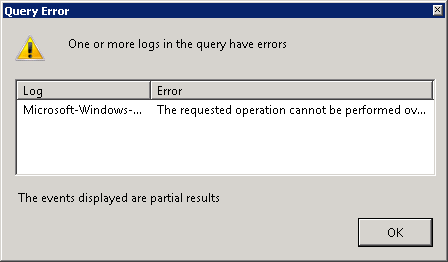 Query Error
One or more logs in the query have errors
Log Error
Microsoft-Windows-... The requested operation cannot be performed ov...
The events displayed are partial results
OK